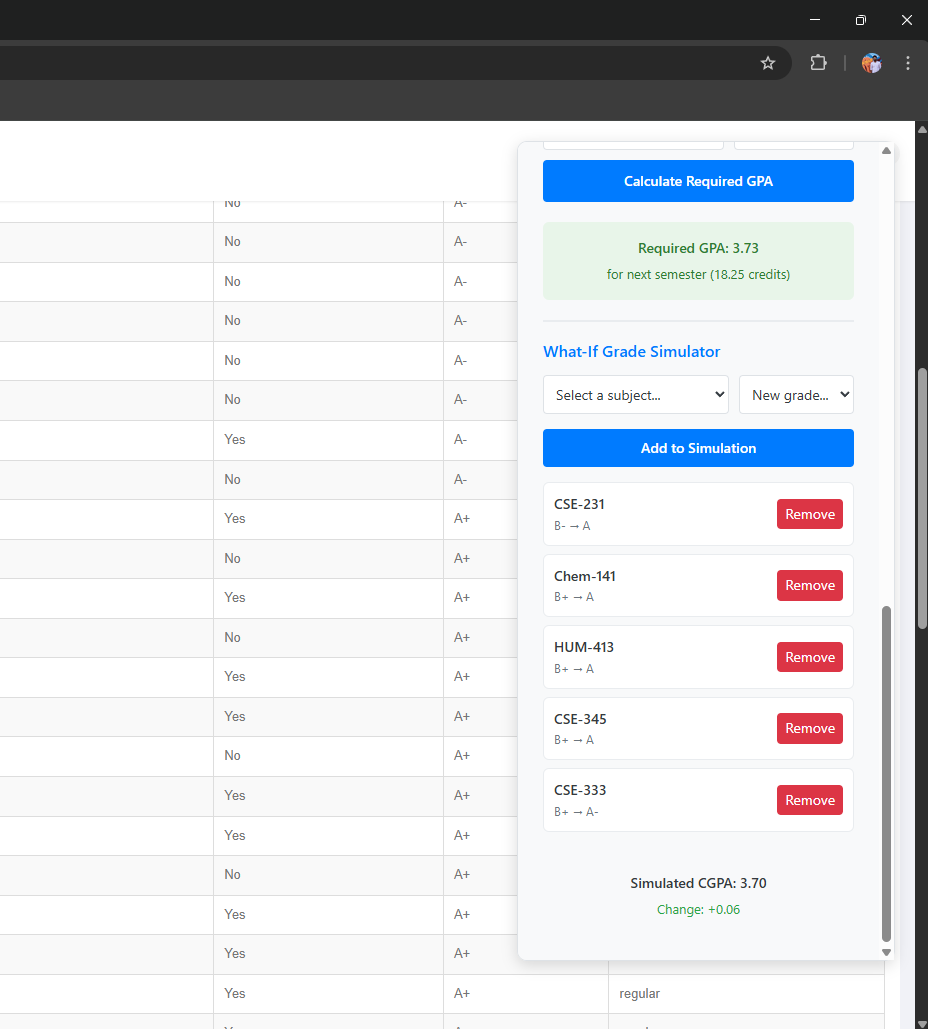 Calculate Required GPA
Required GPA: 3.73
for next semester (18.25 credits)
What-If Grade Simulator
Select a subject... New grade...
Add to Simulation
CSE-231
B- → A
Remove
Chem-141
B+ → A
Remove
HUM-413
B+ → A
Remove
CSE-345
B+ → A
Remove
CSE-333
B+ → A-
Remove
Simulated CGPA: 3.70
Change: +0.06
No A-
No A-
No A-
No A-
No A-
No A-
Yes A-
No A-
Yes A+
No A+
Yes A+
No A+
Yes A+
Yes A+
No A+
Yes A+
Yes A+
No A+
Yes A+
Yes A+
Yes A+ regular